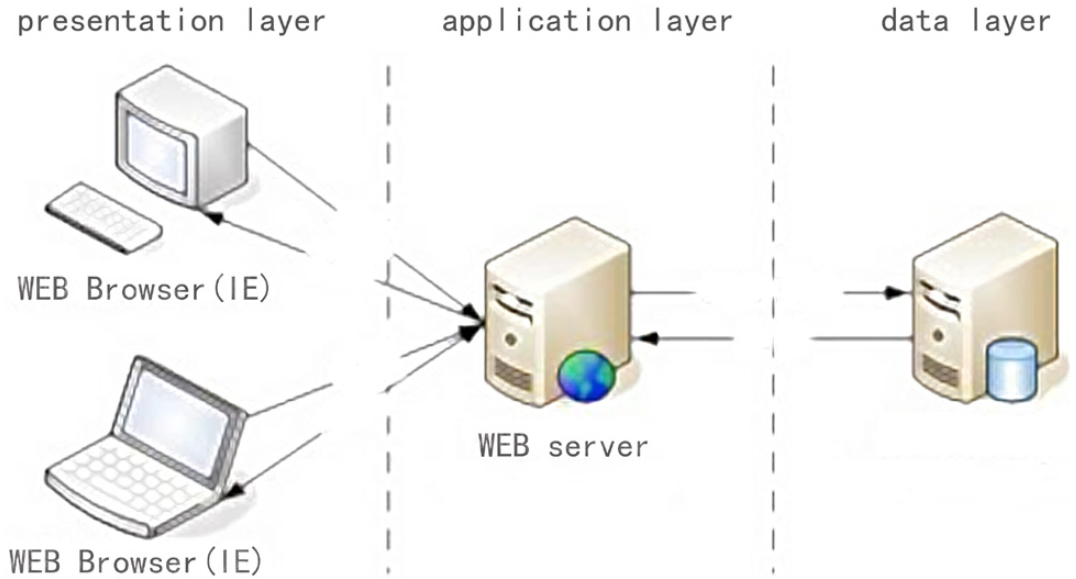 presentation layer
application layer
data layer
WEB Browser(IE)
WEB server
WEB Browser(IE)